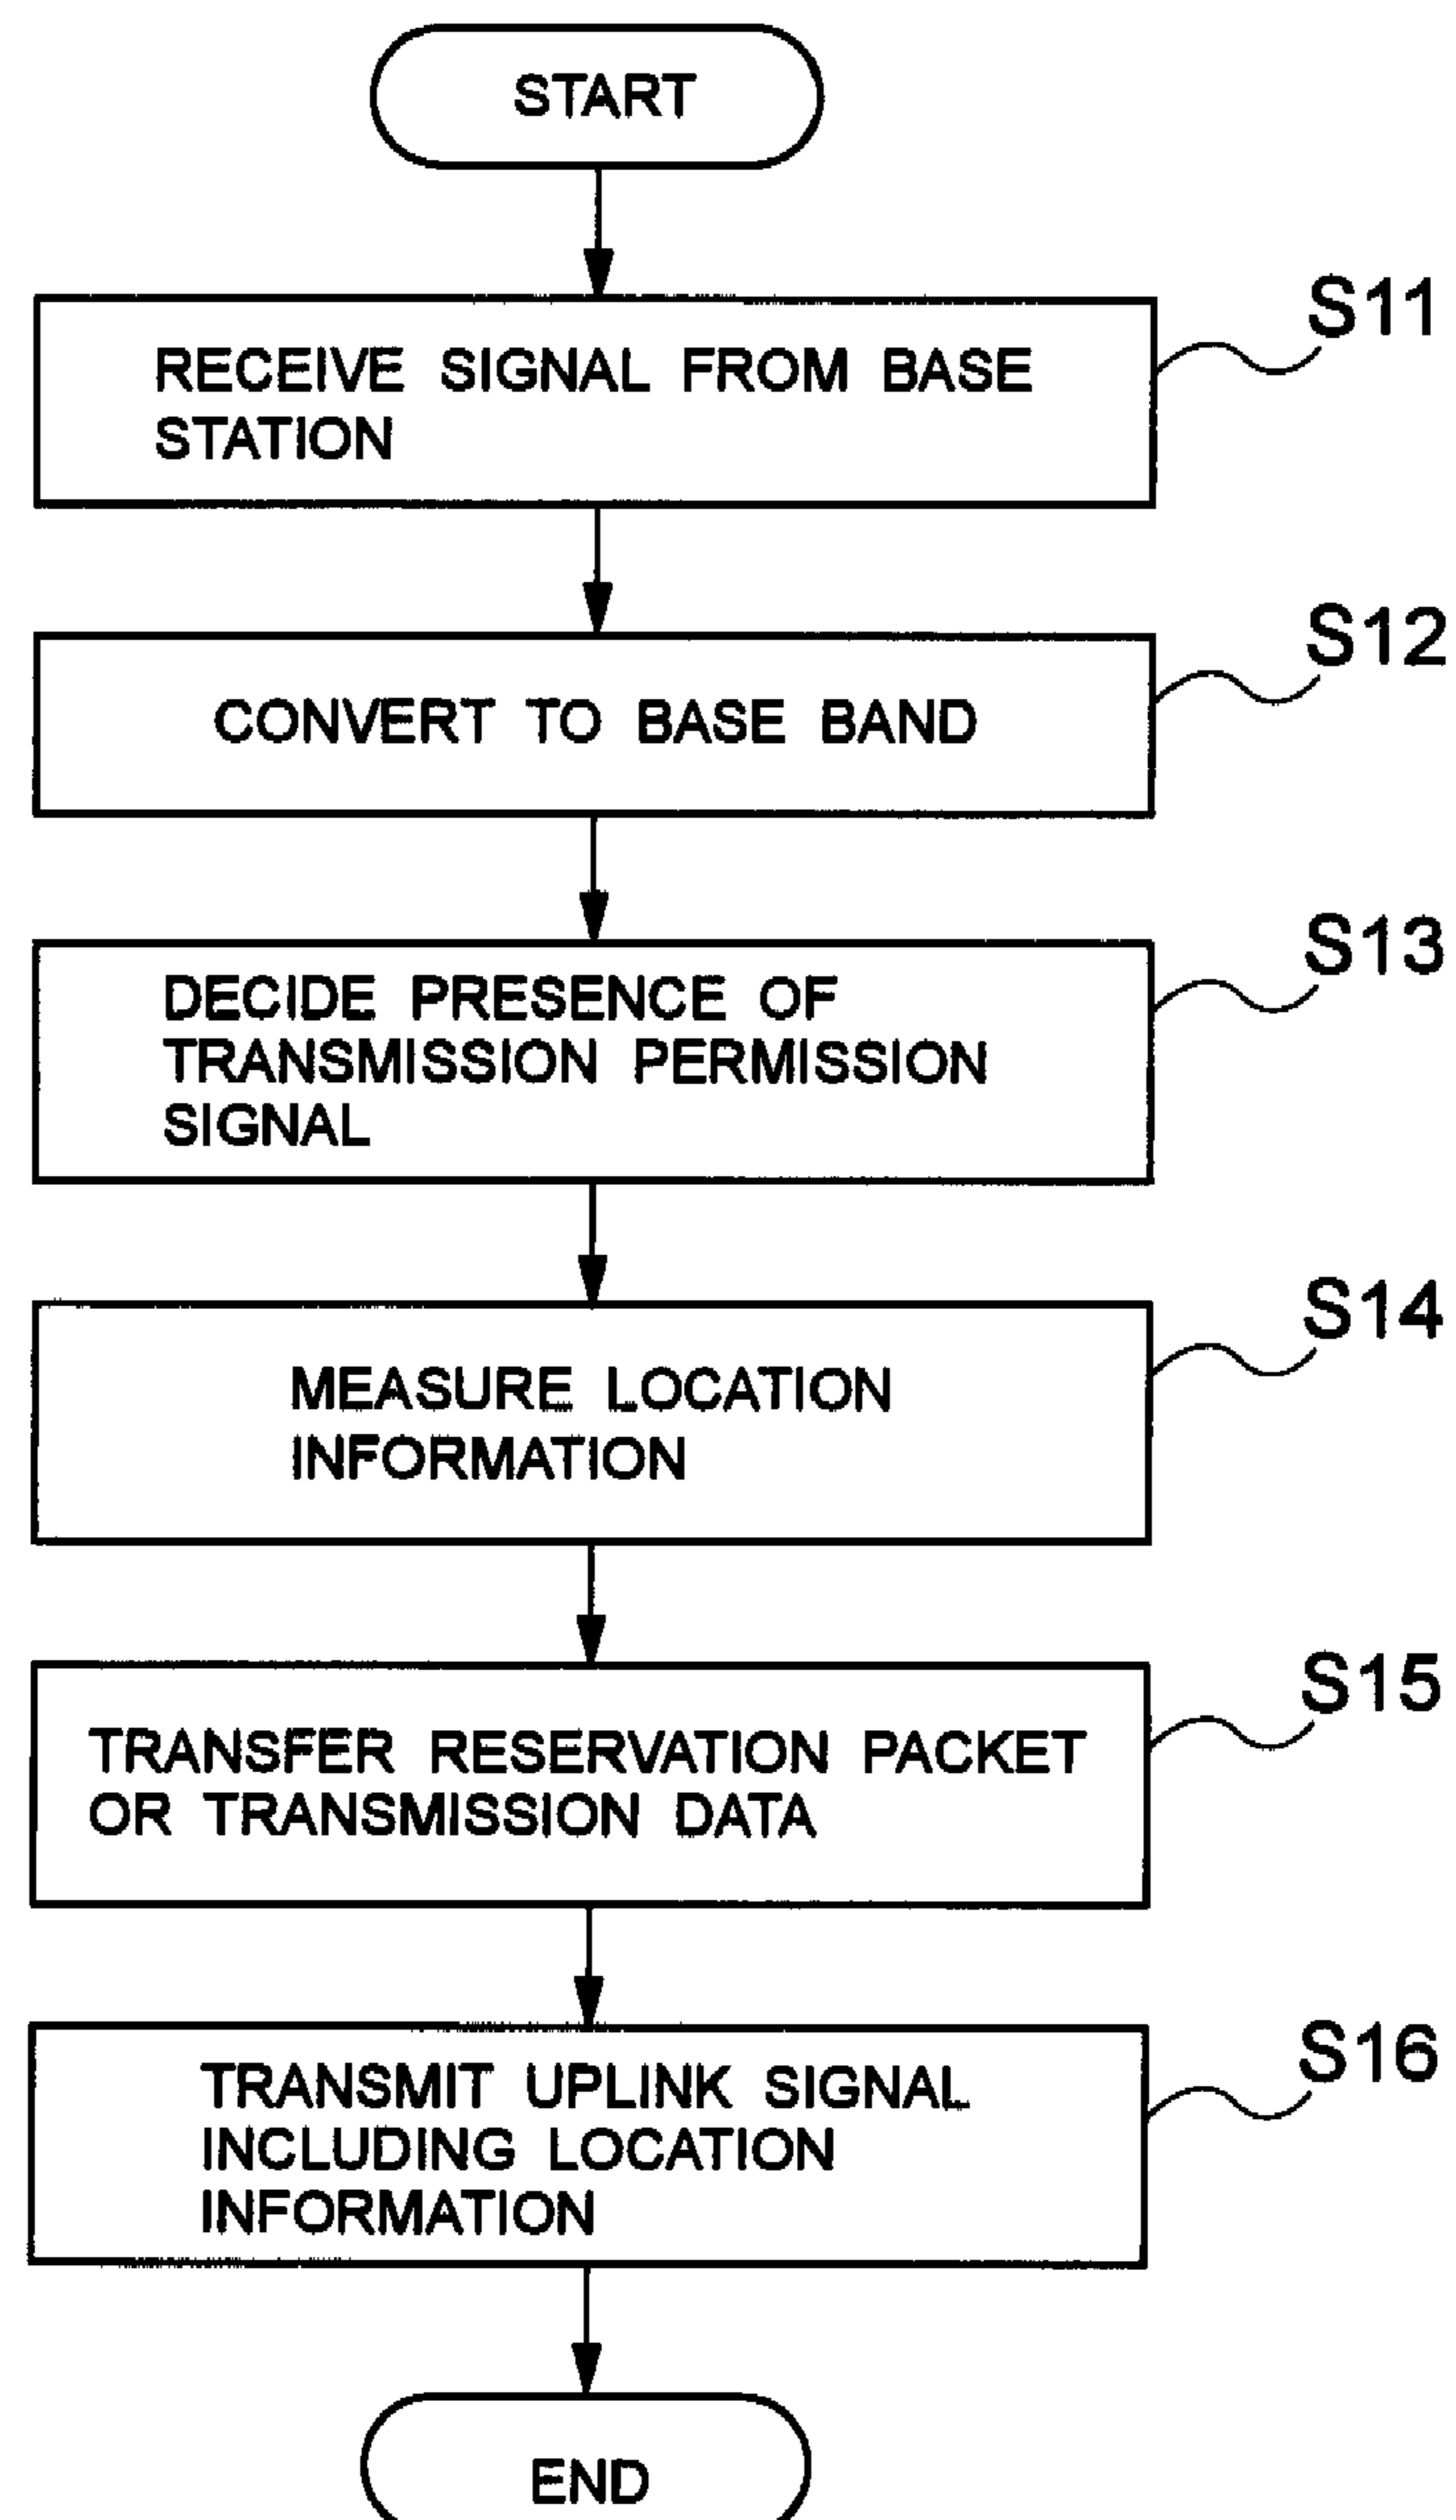 START
S11
RECEIVE SIGNAL FROM BASE
STATION
S12
CONVERT TO BASE BAND
S13
DECIDE PRESENCE OF
TRANSMISSION PERMISSION
SIGNAL
S14
MEASURE LOCATION
INFORMATION
S15
TRANSFER RESERVATION PACKET
OR TRANSMISSION DATA
S16
TRANSMIT UPLINK SIGNAL
INCLUDING LOCATION
INFORMATION
END